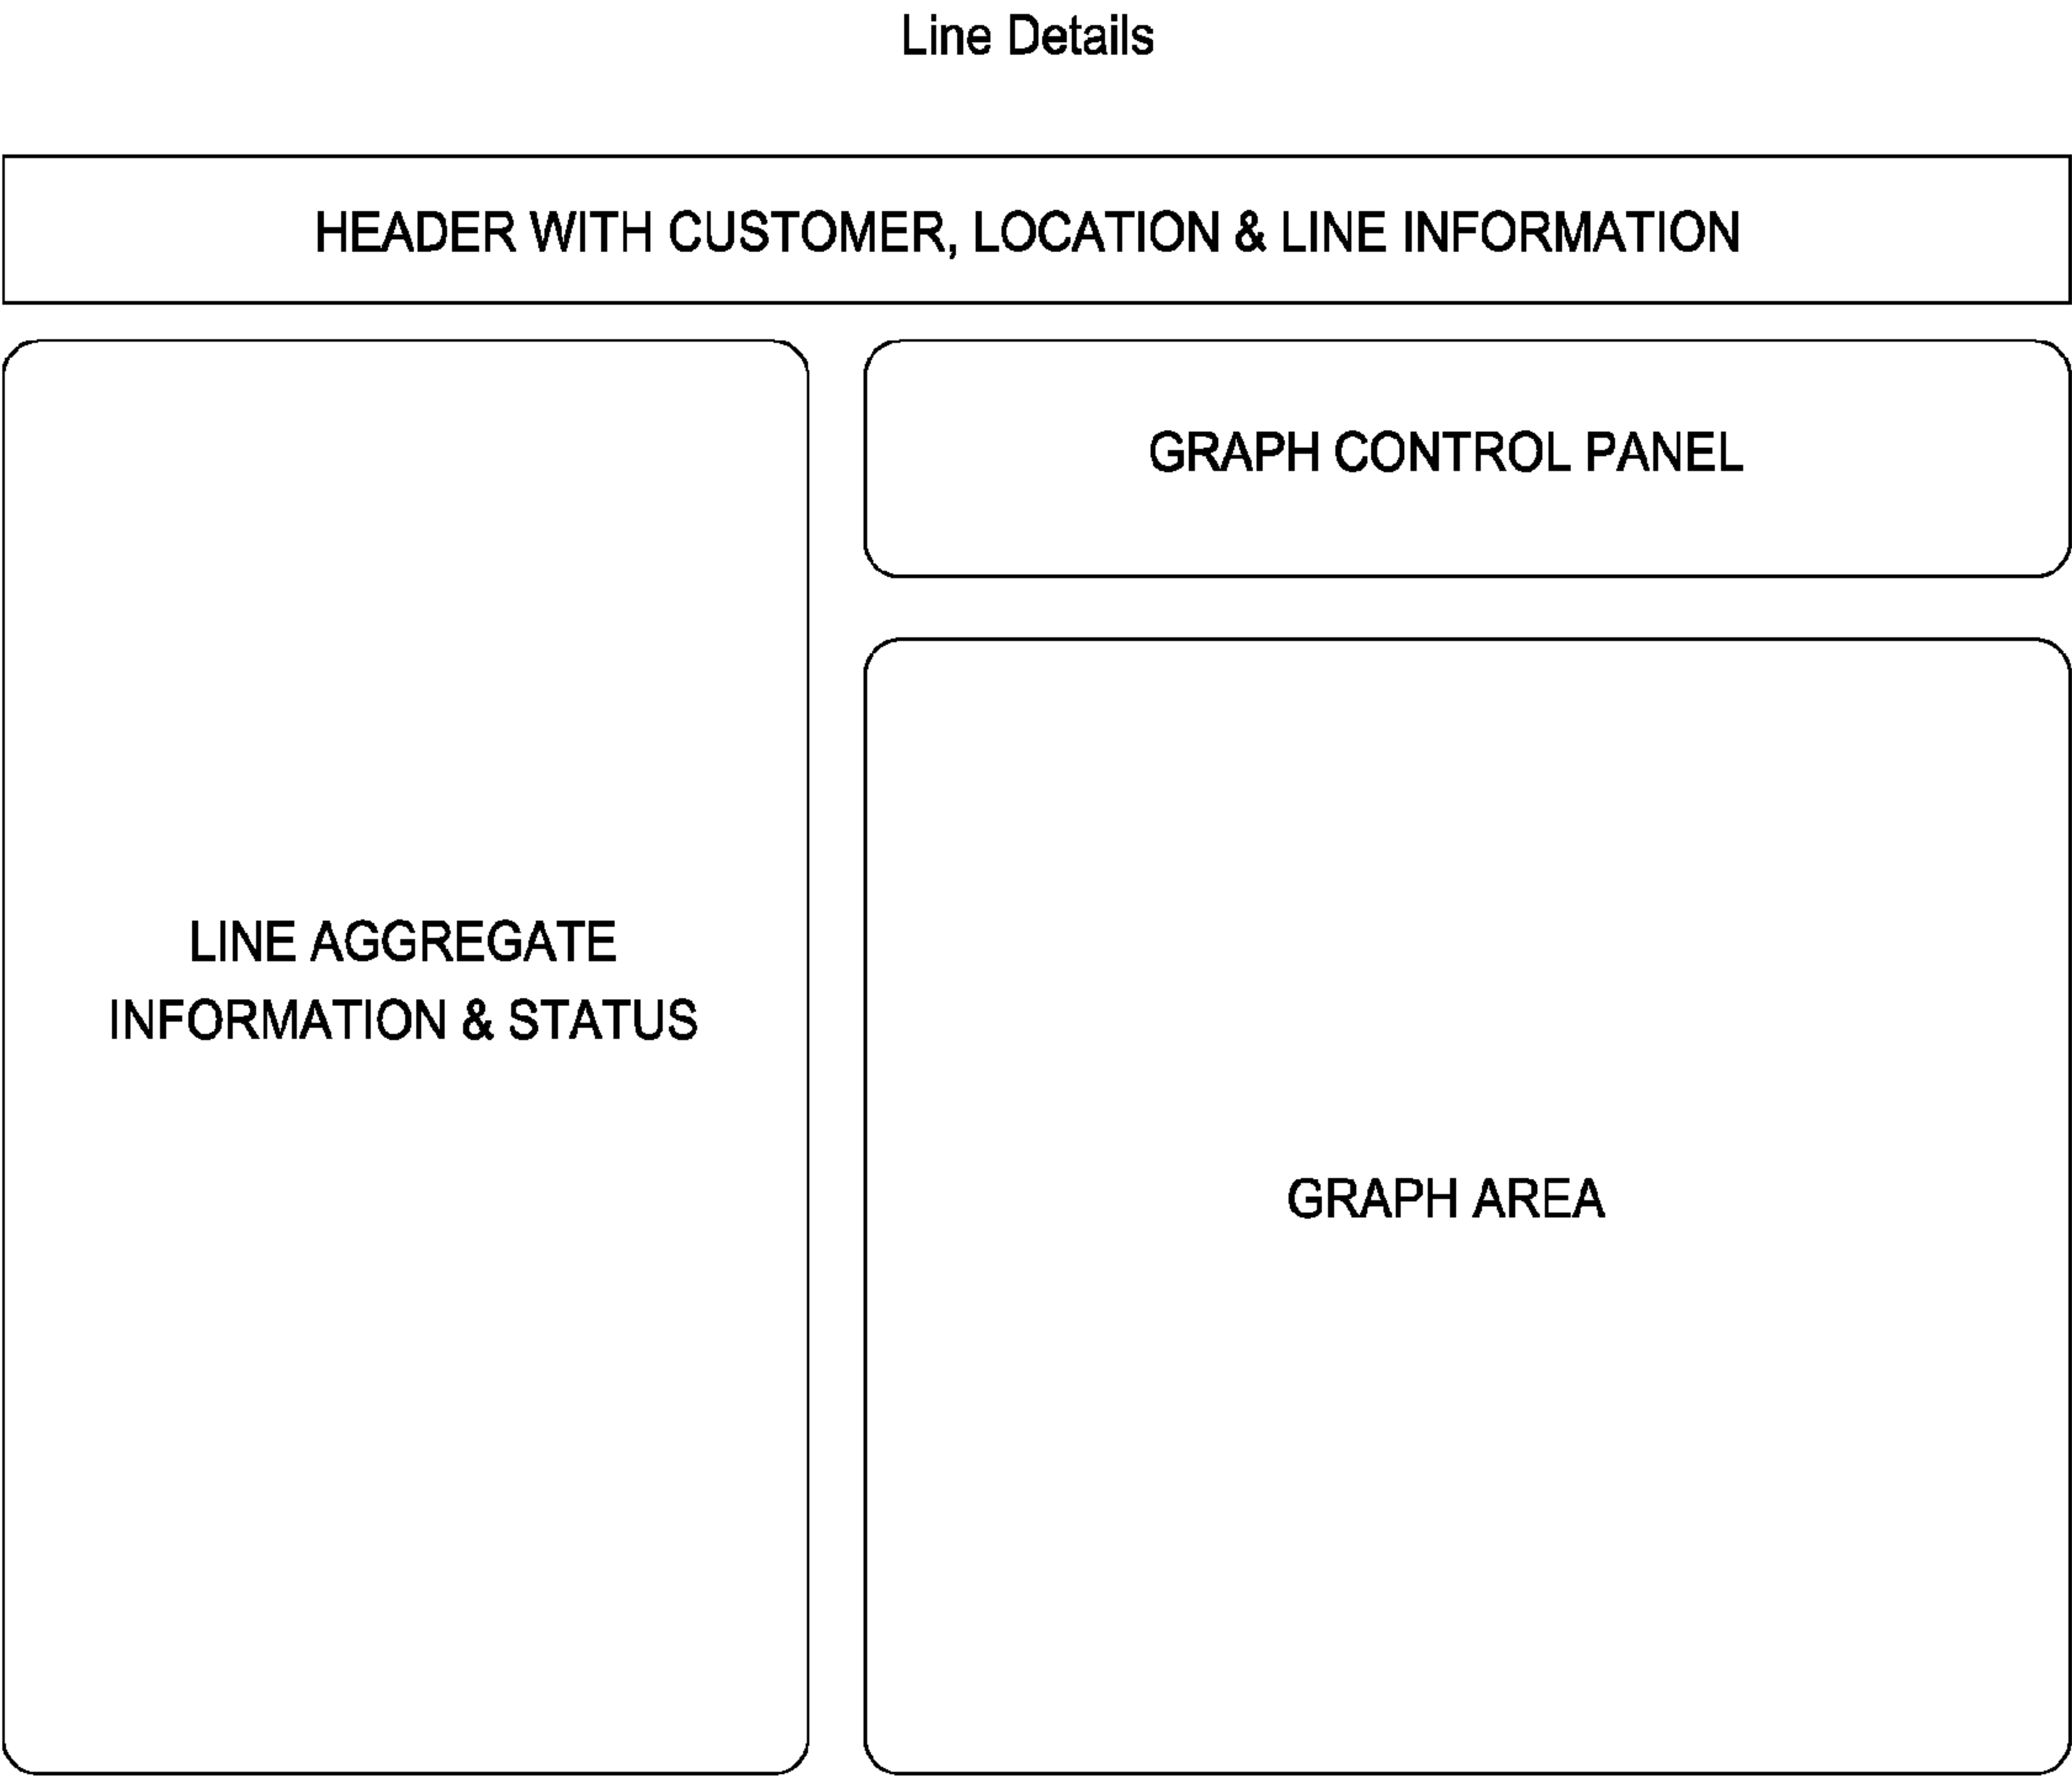 Line Details
HEADER WITH CUSTOMER, LOCATION & LINE INFORMATION
GRAPH CONTROL PANEL
LINE AGGREGATE
INFORMATION & STATUS
GRAPH AREA